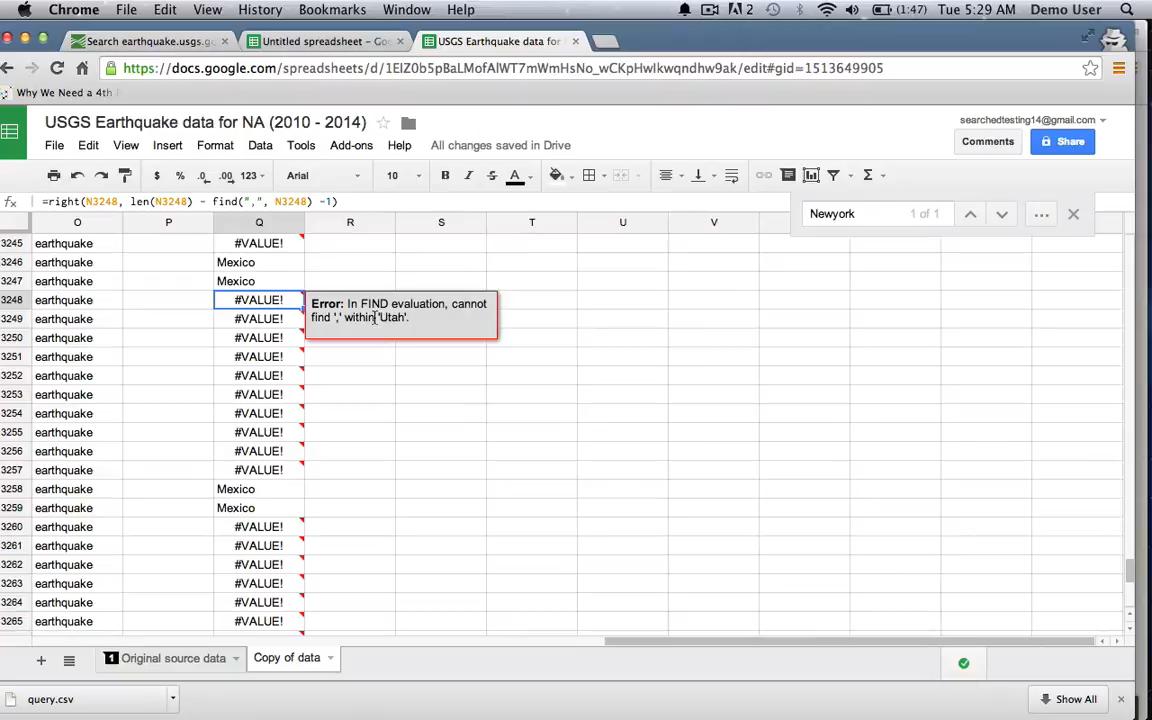 Chrome File Edit View History Bookmarks Window Help 2 (1:47) Tue 5:29 AM Demo User
Search earthquake.usgs.g Untitled spreadsheet - Goo USGS Earthquake data for
https://docs.google.com/spreadsheets/d/1EIZ0b5pBaLMofAlWT7mWmHsNo_wCKpHwIkwqndhw9ak/edit#gid=1513649905
Why We Need a 4th
USGS Earthquake data for NA (2010 - 2014) searchedtesting14@gmail.com
File Edit View Insert Format Data Tools Add-ons Help All changes saved in Drive Comments Share
$ % .0 .00 123 Arial 10 B I S A Σ
fx =right(N3248, len(N3248) - find(",", N3248) -1) Newyork 1 of 1
O P Q R S T U V
3245 earthquake #VALUE!
3246 earthquake Mexico
3247 earthquake Mexico
3248 earthquake #VALUE! Error: In FIND evaluation, cannot
find ',' within 'Utah'.
3249 earthquake #VALUE!
3250 earthquake #VALUE!
3251 earthquake #VALUE!
3252 earthquake #VALUE!
3253 earthquake #VALUE!
3254 earthquake #VALUE!
3255 earthquake #VALUE!
3256 earthquake #VALUE!
3257 earthquake #VALUE!
3258 earthquake Mexico
3259 earthquake Mexico
3260 earthquake #VALUE!
3261 earthquake #VALUE!
3262 earthquake #VALUE!
3263 earthquake #VALUE!
3264 earthquake #VALUE!
3265 earthquake #VALUE!
1 Original source data Copy of data
query.csv Show All